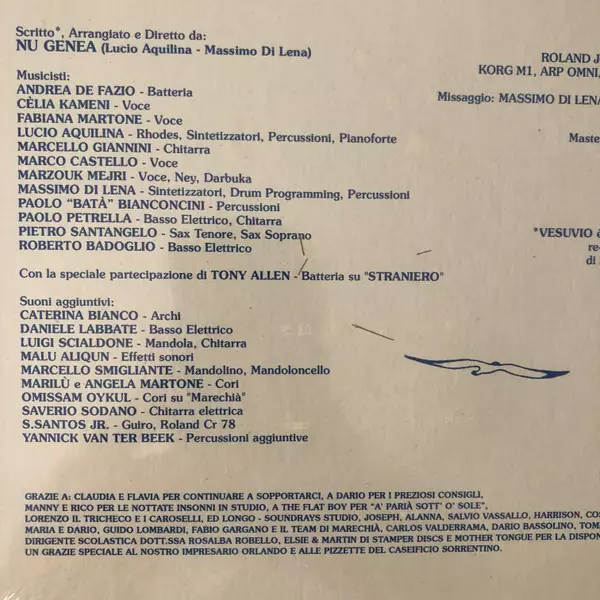 Scritto*, Arrangiato e Diretto da:
NU GENEA (Lucio Aquilina - Massimo Di Lena)
ROLAND J
KORG M1, ARP OMNI,
Musicisti:
ANDREA DE FAZIO - Batteria
Missaggio: MASSIMO DI LENA
CÈLIA KAMENI - Voce
FABIANA MARTONE - Voce
LUCIO AQUILINA - Rhodes, Sintetizzatori, Percussioni, Pianoforte
Maste
MARCELLO GIANNINI - Chitarra
MARCO CASTELLO - Voce
MARZOUK MEJRI - Voce, Ney, Darbuka
MASSIMO DI LENA - Sintetizzatori, Drum Programming, Percussioni
PAOLO "BATÀ" BIANCONCINI - Percussioni
PAOLO PETRELLA - Basso Elettrico, Chitarra
PIETRO SANTANGELO - Sax Tenore, Sax Soprano
*VESUVIO è
ROBERTO BADOGLIO - Basso Elettrico
re-
di
Con la speciale partecipazione di TONY ALLEN - Batteria su "STRANIERO"
Suoni aggiuntivi:
CATERINA BIANCO - Archi
DANIELE LABBATE - Basso Elettrico
LUIGI SCIALDONE - Mandola, Chitarra
MALU ALIQUN - Effetti sonori
MARCELLO SMIGLIANTE - Mandolino, Mandoloncello
MARILÙ e ANGELA MARTONE - Cori
OMISSAM OYKUL - Cori su "Marechià"
SAVERIO SODANO - Chitarra elettrica
S.SANTOS JR. - Guiro, Roland Cr 78
YANNICK VAN TER BEEK - Percussioni aggiuntive
GRAZIE A: CLAUDIA E FLAVIA PER CONTINUARE A SOPPORTARCI, A DARIO PER I PREZIOSI CONSIGLI,
MANNY E RICO PER LE NOTTATE INSONNI IN STUDIO, A THE FLAT BOY PER "A' PARIÀ SOTT' O' SOLE",
LORENZO IL TRICHECO E I CAROSELLI, ED LONGO - SOUNDRAYS STUDIO, JOSEPH, ALANNA, SALVIO VASSALLO, HARRISON, COS
MARIA E DARIO, GUIDO LOMBARDI, FABIO GARGANO E IL TEAM DI MARECHIÀ, CARLOS VALDERRAMA, DARIO BASSOLINO, TOMA
DIRIGENTE SCOLASTICA DOTT.SSA ROSALBA ROBELLO, ELSIE & MARTIN DI STAMPER DISCS E MOTHER TONGUE PER LA DISPON
UN GRAZIE SPECIALE AL NOSTRO IMPRESARIO ORLANDO E ALLE PIZZETTE DEL CASEIFICIO SORRENTINO.